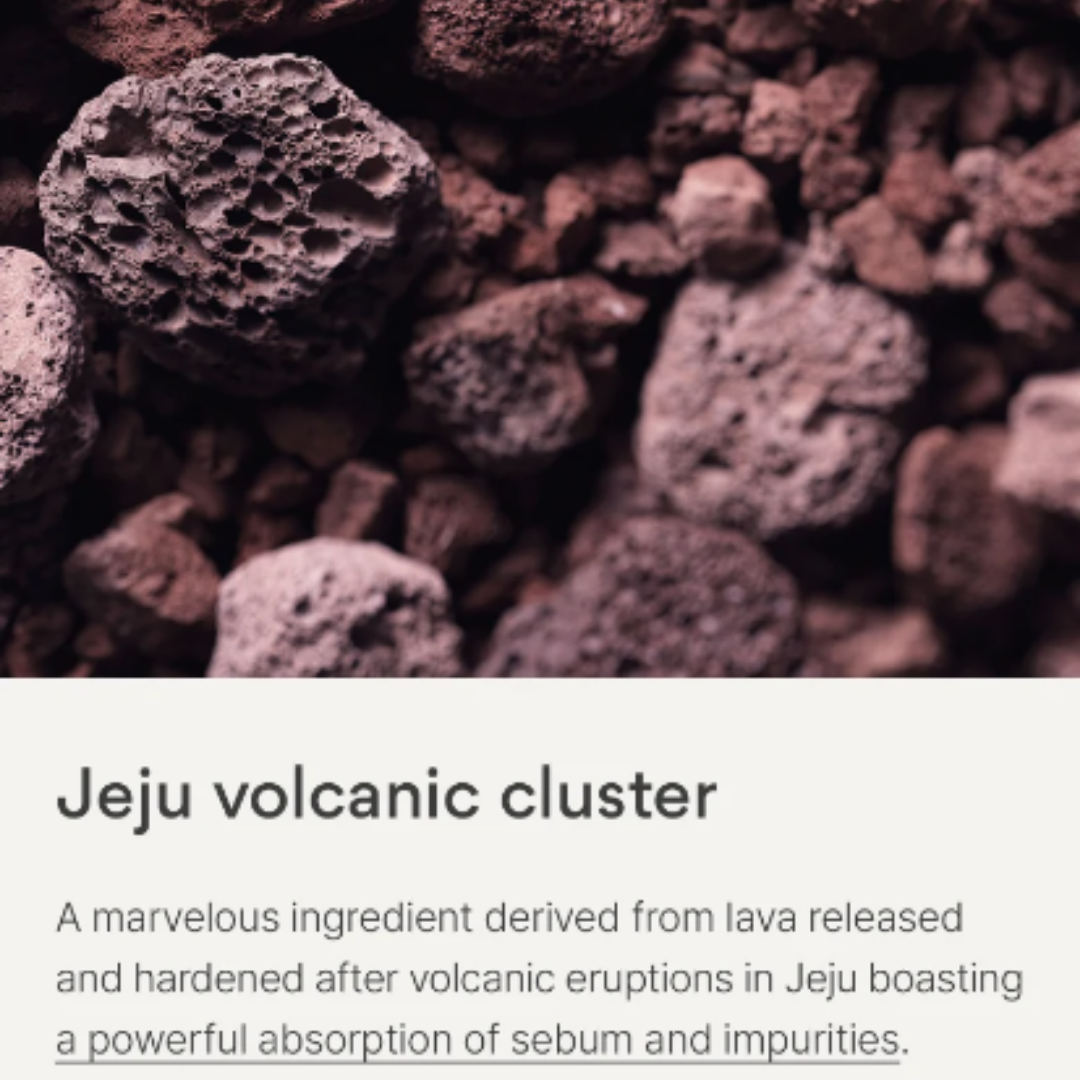 Jeju volcanic cluster
A marvelous ingredient derived from lava released
and hardened after volcanic eruptions in Jeju boasting
a powerful absorption of sebum and impurities.